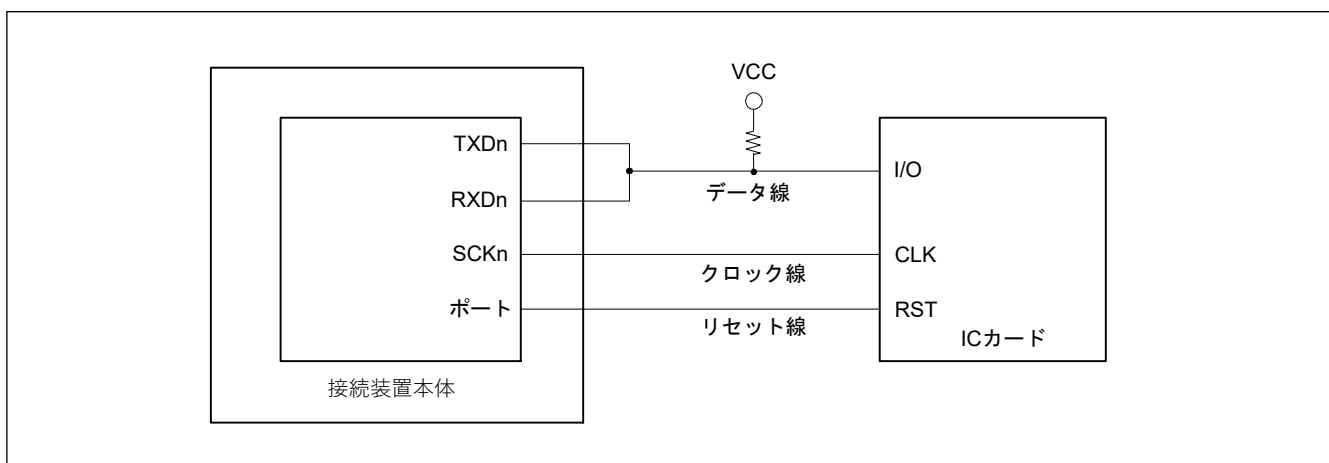 VCC
TXDn
RXDn
SCKn
ポート
接続装置本体
データ線
クロック線
リセット線
I/O
CLK
RST
ICカード